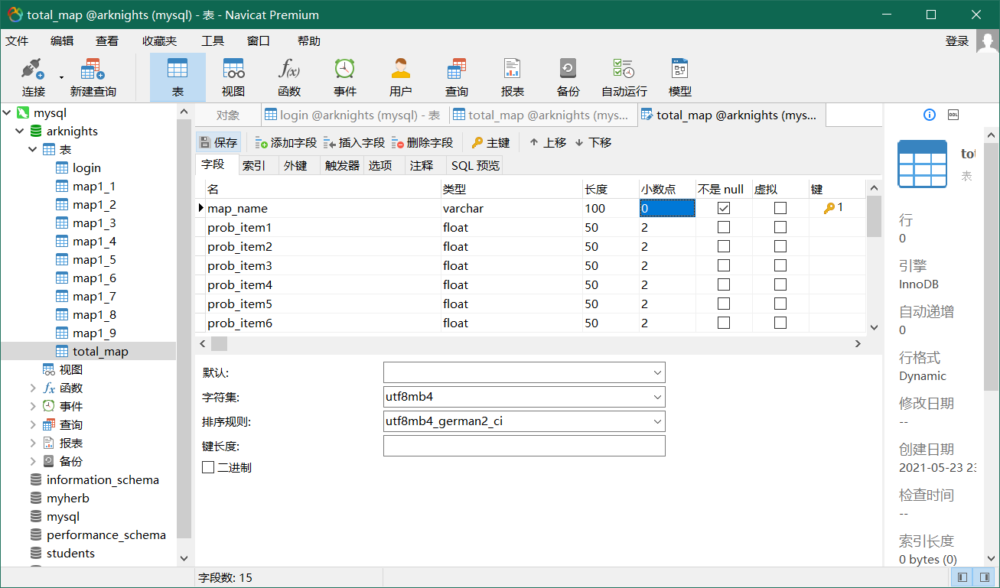 total_map @arknights (mysql) - 表 - Navicat Premium
文件 编辑 查看 收藏夹 工具 窗口 帮助 登录
连接 新建查询 表 视图 函数 事件 用户 查询 报表 备份 自动运行 模型
mysql
arknights
表
login
map1_1
map1_2
map1_3
map1_4
map1_5
map1_6
map1_7
map1_8
map1_9
total_map
视图
函数
事件
查询
报表
备份
information_schema
myherb
mysql
performance_schema
students
对象 login @arknights (mysql) - 表 total_map @arknights (mys... total_map @arknights (mys...
保存 添加字段 插入字段 删除字段 主键 上移 下移
字段 索引 外键 触发器 选项 注释 SQL 预览
名 类型 长度 小数点 不是 null 虚拟 键
map_name varchar 100 0 1
prob_item1 float 50 2
prob_item2 float 50 2
prob_item3 float 50 2
prob_item4 float 50 2
prob_item5 float 50 2
prob_item6 float 50 2
默认:
字符集: utf8mb4
排序规则: utf8mb4_german2_ci
键长度:
二进制
DDL
表
行
0
引擎
InnoDB
自动递增
0
行格式
Dynamic
修改日期
--
创建日期
2021-05-23 23
检查时间
--
索引长度
0 bytes (0)
字段数: 15